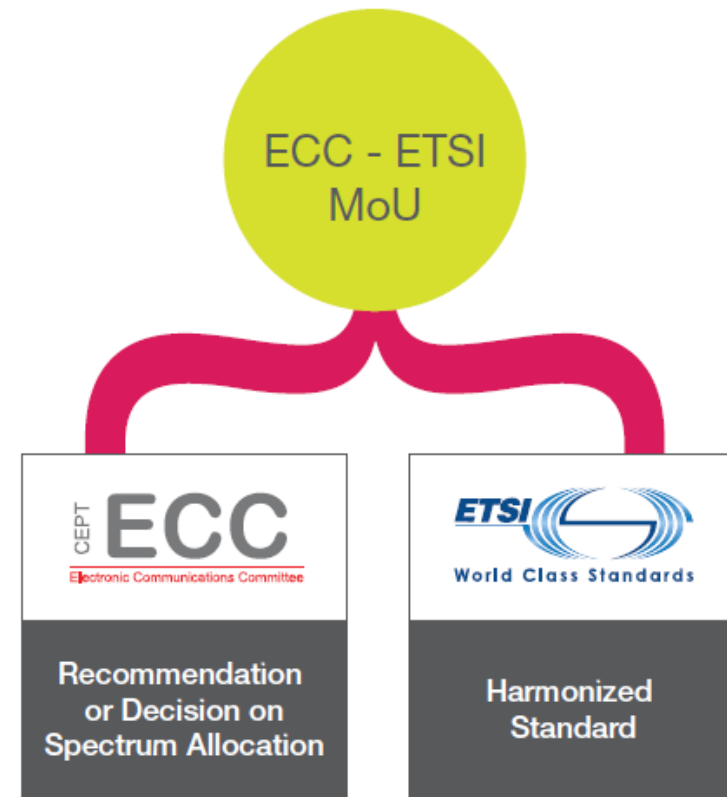 ECC - ETSI
MoU
CEPT
ECC
Electronic Communications Committee
Recommendation
or Decision on
Spectrum Allocation
ETSI
World Class Standards
Harmonized
Standard